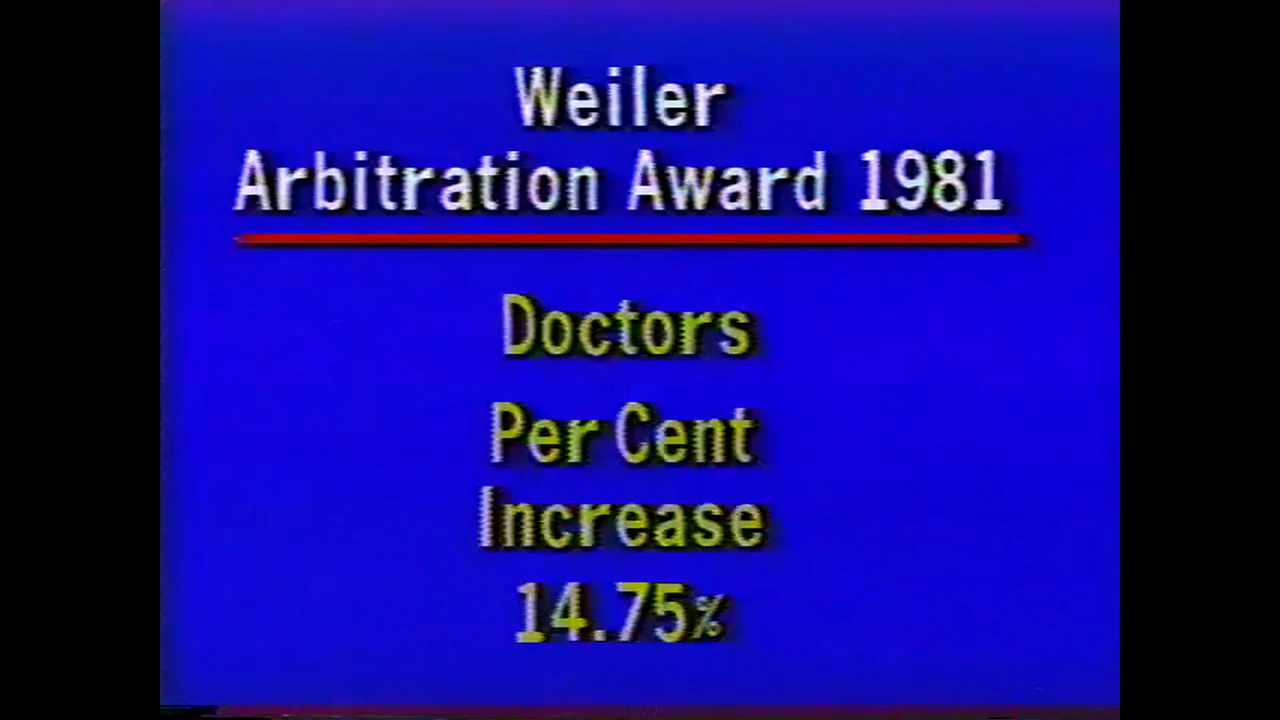 Weiler
Arbitration Award 1981
Doctors
Per Cent
Increase
14.75%